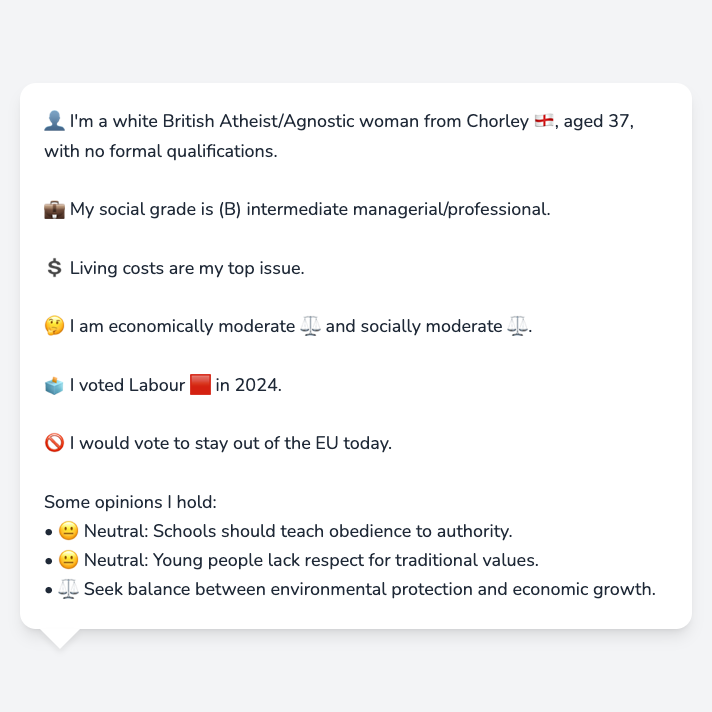 👤 I'm a white British Atheist/Agnostic woman from Chorley 🏴󠁧󠁢󠁥󠁮󠁧󠁿, aged 37,
with no formal qualifications.
💼 My social grade is (B) intermediate managerial/professional.
💲 Living costs are my top issue.
🤔 I am economically moderate ⚖️ and socially moderate ⚖️.
🗳️ I voted Labour 🟥 in 2024.
🚫 I would vote to stay out of the EU today.
Some opinions I hold:
• 😐 Neutral: Schools should teach obedience to authority.
• 😐 Neutral: Young people lack respect for traditional values.
• ⚖️ Seek balance between environmental protection and economic growth.